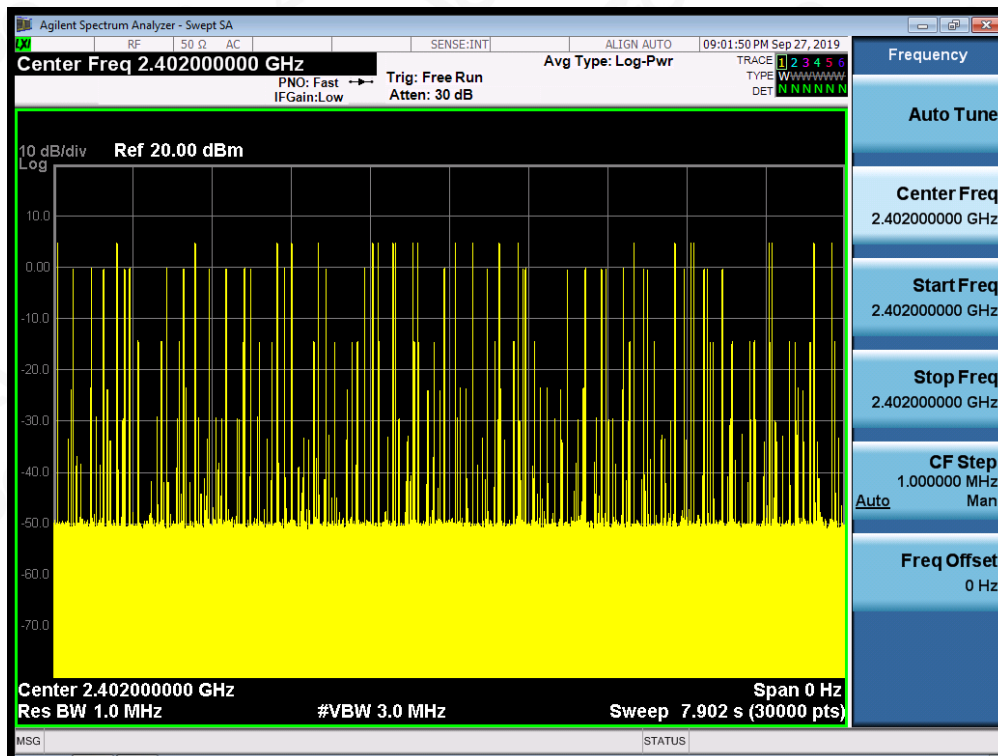 Agilent Spectrum Analyzer - Swept SA
LXI RF 50 Ω AC SENSE:INT ALIGN AUTO 09:01:50 PM Sep 27, 2019
Center Freq 2.402000000 GHz
PNO: Fast
IFGain:Low
Trig: Free Run
Atten: 30 dB
Avg Type: Log-Pwr
TRACE 1 2 3 4 5 6
TYPE WWWWWW
DET N N N N N N
10 dB/div Ref 20.00 dBm
Log
10.0
0.00
-10.0
-20.0
-30.0
-40.0
-50.0
-60.0
-70.0
Center 2.402000000 GHz Span 0 Hz
Res BW 1.0 MHz #VBW 3.0 MHz Sweep 7.902 s (30000 pts)
MSG STATUS
Frequency
Auto Tune
Center Freq
2.402000000 GHz
Start Freq
2.402000000 GHz
Stop Freq
2.402000000 GHz
CF Step
1.000000 MHz
Auto Man
Freq Offset
0 Hz